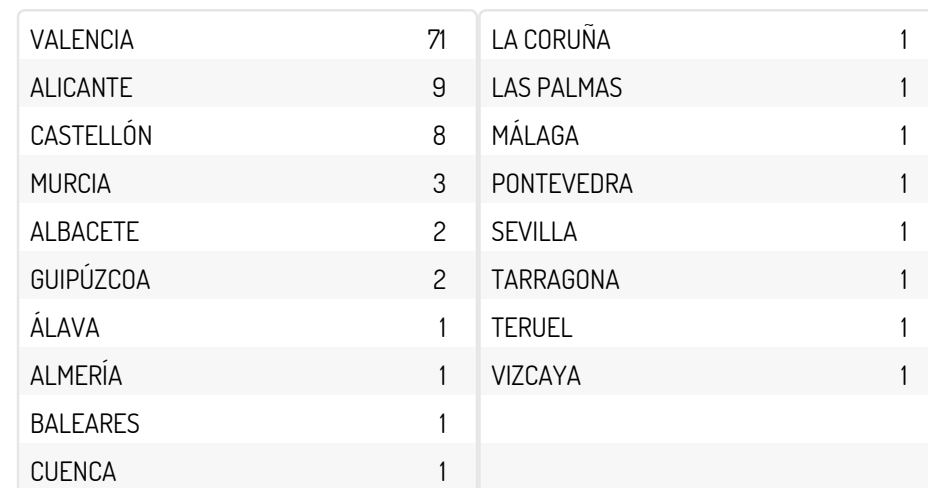 VALENCIA 71
ALICANTE 9
CASTELLÓN 8
MURCIA 3
ALBACETE 2
GUIPÚZCOA 2
ÁLAVA 1
ALMERÍA 1
BALEARES 1
CUENCA 1
LA CORUÑA 1
LAS PALMAS 1
MÁLAGA 1
PONTEVEDRA 1
SEVILLA 1
TARRAGONA 1
TERUEL 1
VIZCAYA 1